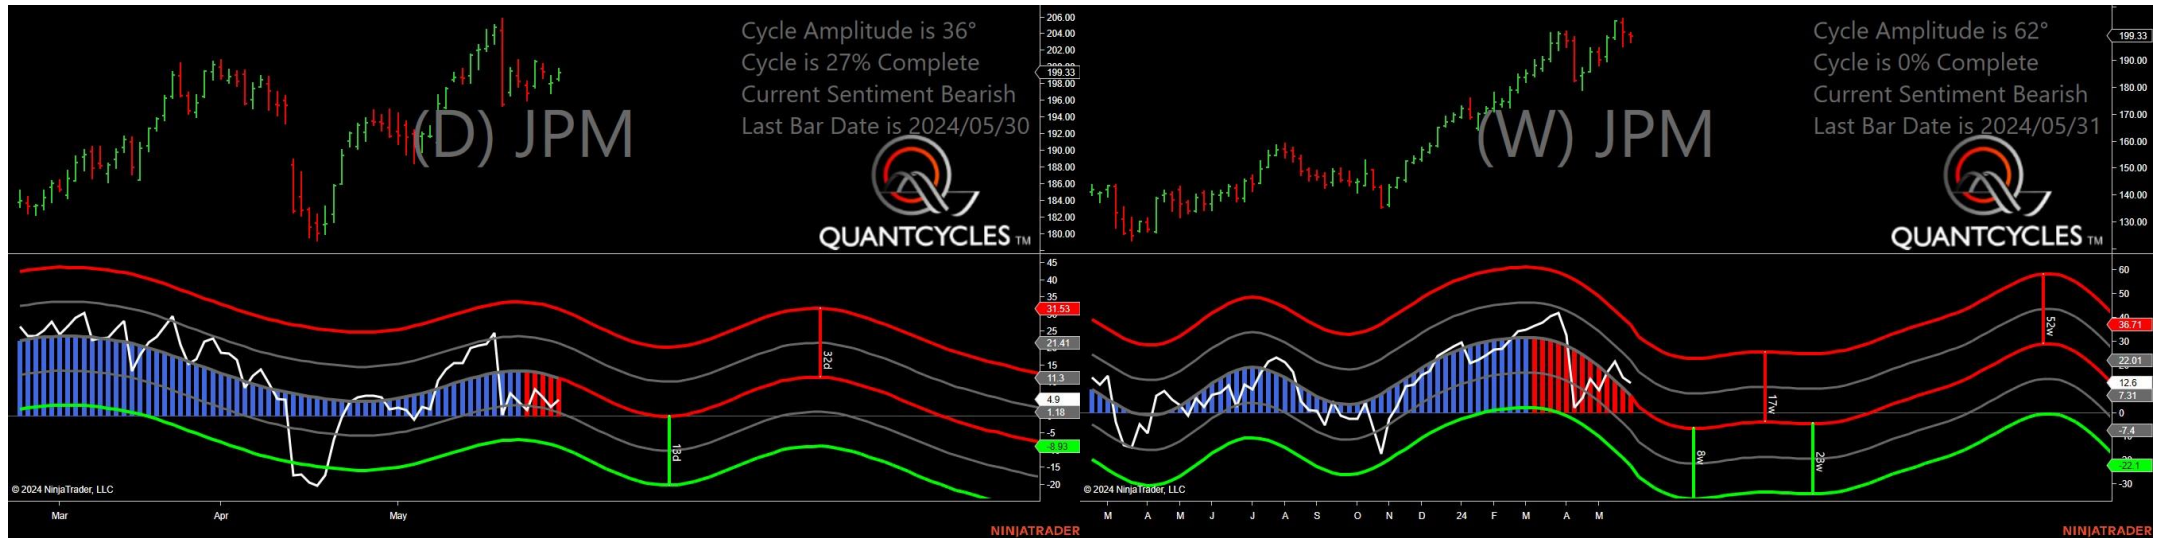 Cycle Amplitude is 36°
Cycle is 27% Complete
Current Sentiment Bearish
Last Bar Date is 2024/05/30
(D) JPM
QUANTCYCLES TM
206.00
204.00
202.00
199.33
198.00
196.00
194.00
192.00
190.00
188.00
186.00
184.00
182.00
180.00
45
40
35
31.53
25
21.41
15
11.3
4.9
1.18
-5
-8.93
-15
-20
32d
13d
© 2024 NinjaTrader, LLC
Mar Apr May
NINJATRADER
Cycle Amplitude is 62°
Cycle is 0% Complete
Current Sentiment Bearish
Last Bar Date is 2024/05/31
(W) JPM
QUANTCYCLES TM
199.33
190.00
180.00
170.00
160.00
150.00
140.00
130.00
60
50
36.71
30
22.01
12.6
7.31
0
-7.4
-22.1
-30
52w
17w
8w
23w
© 2024 NinjaTrader, LLC
M A M J J A S O N D 24 F M A M
NINJATRADER